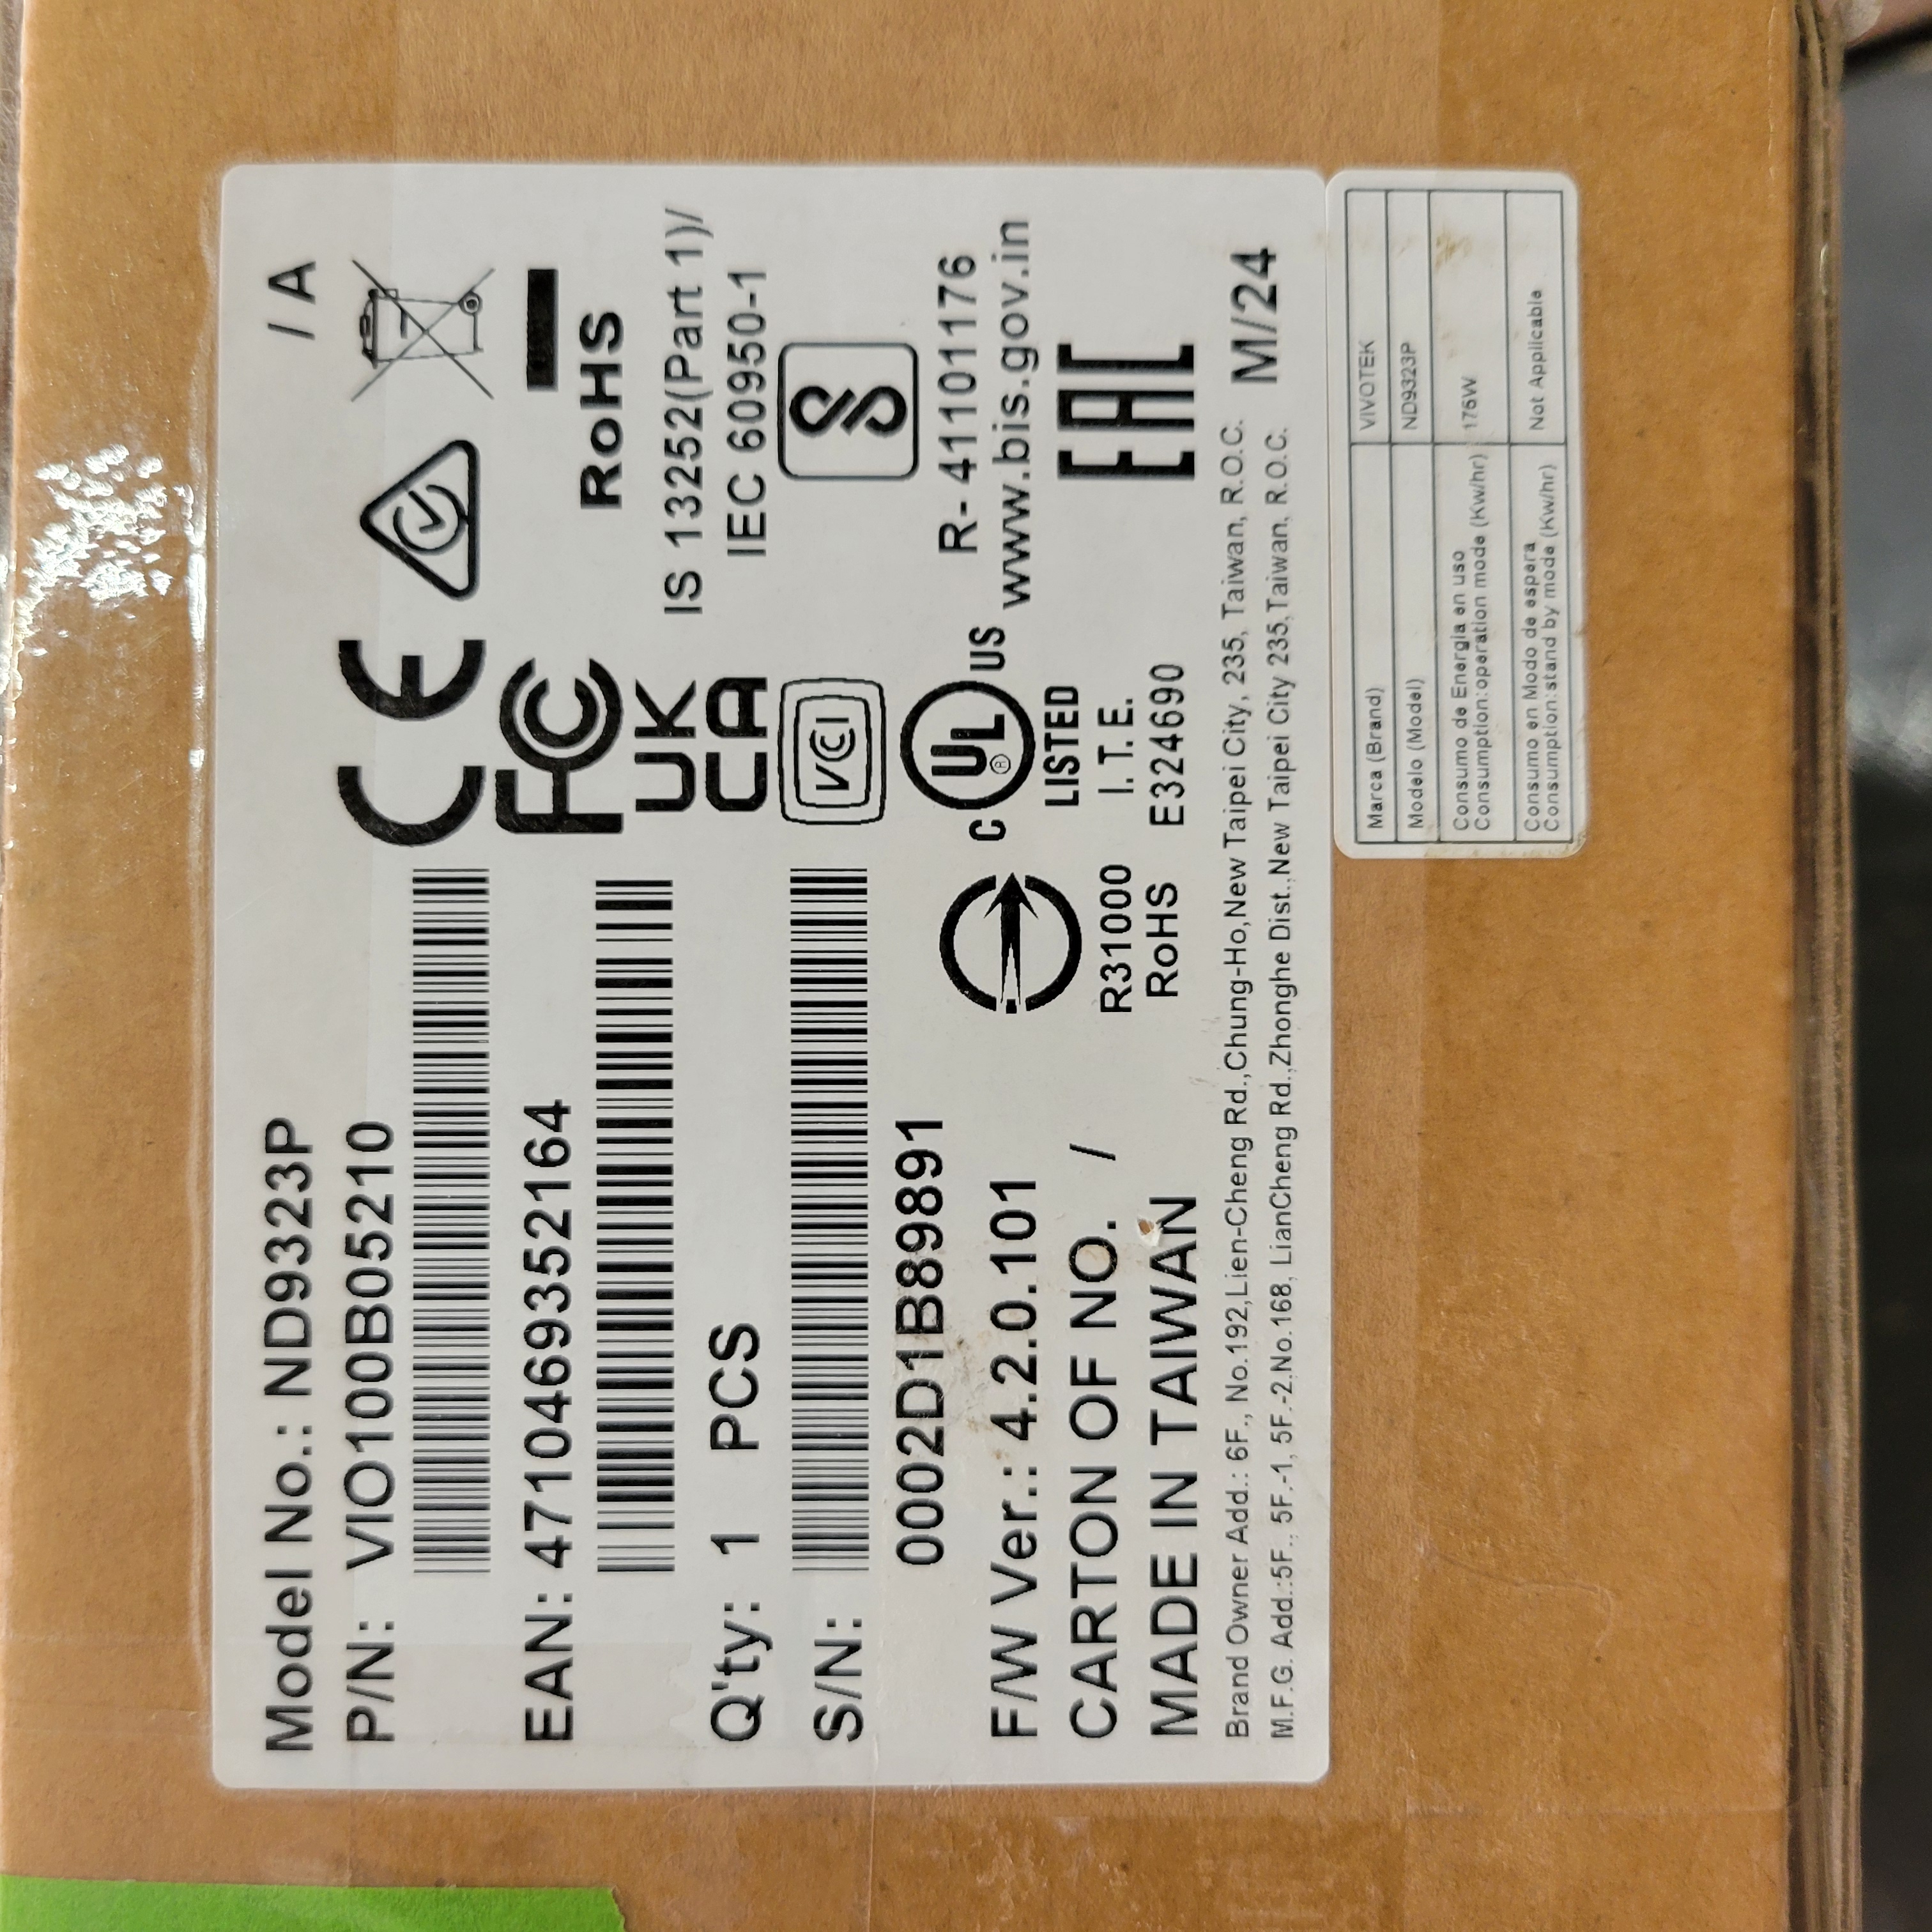 Model No.: ND9323P / A
P/N: VIO100B05210
EAN: 4710469352164
Q'ty: 1 PCS
S/N:
0002D1B89891
F/W Ver.: 4.2.0.101
CARTON OF NO. /
MADE IN TAIWAN
CE
FC
UK
CA
VCI
C UL US
®
LISTED
I.T.E.
E324690
R31000
RoHS
RoHS
IS 13252(Part 1)/
IEC 60950-1
R- 41101176
www.bis.gov.in
EAC
M/24
Brand Owner Add.: 6F., No.192,Lien-Cheng Rd.,Chung-Ho,New Taipei City, 235, Taiwan, R.O.C.
M.F.G. Add.:5F., 5F.-1, 5F.-2,No.168, LianCheng Rd.,Zhonghe Dist.,New Taipei City 235,Taiwan, R.O.C.
Marca (Brand) VIVOTEK
Modelo (Model) ND9323P
Consumo de Energia en uso
Consumption:operation mode (Kw/hr) 176W
Consumo en Modo de espara
Consumption:stand by mode (Kw/hr) Not Applicable